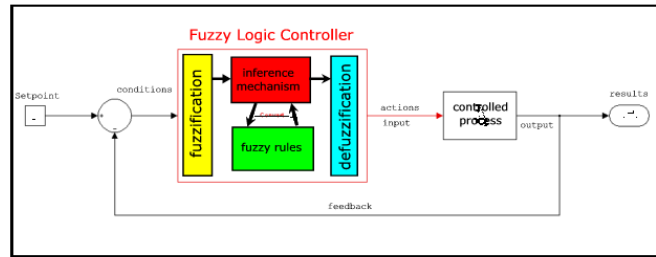 Fuzzy Logic Controller
Setpoint
conditions
fuzzification
inference
mechanism
fuzzy rules
defuzzification
actions
input
controlled
process
output
results
feedback